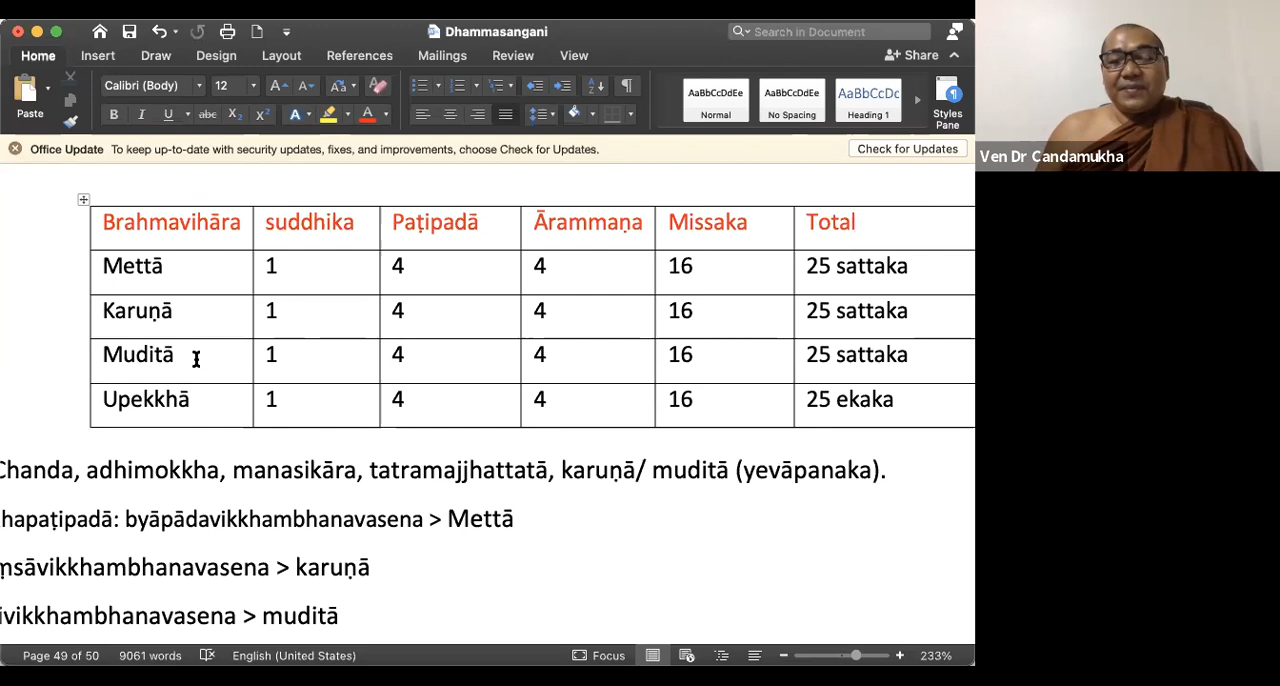 Dhammasangani
Search in Document
Home Insert Draw Design Layout References Mailings Review View Share
Paste Calibri (Body) 12 AaBbCcDdEe AaBbCcDdEe AaBbCcDc
B I U abc X₂ X² A A Normal No Spacing Heading 1 Styles Pane
Office Update To keep up-to-date with security updates, fixes, and improvements, choose Check for Updates. Check for Updates
Ven Dr Candamukha
Brahmavihāra suddhika Paṭipadā Ārammaṇa Missaka Total
Mettā 1 4 4 16 25 sattaka
Karuṇā 1 4 4 16 25 sattaka
Muditā 1 4 4 16 25 sattaka
Upekkhā 1 4 4 16 25 ekaka
Chanda, adhimokkha, manasikāra, tatramajjhattatā, karuṇā/ muditā (yevāpanaka).
hapaṭipadā: byāpādavikkhambhanavasena > Mettā
ṃsāvikkhambhanavasena > karuṇā
ivikkhambhanavasena > muditā
Page 49 of 50 9061 words English (United States) Focus 233%